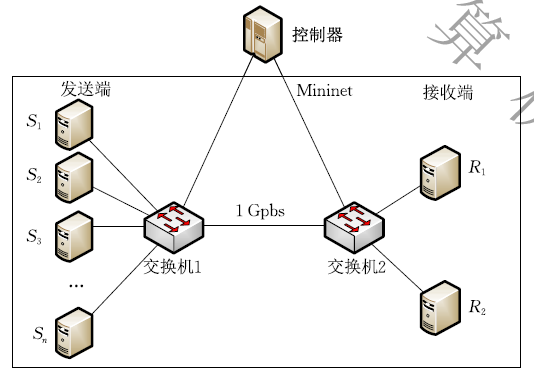 控制器
发送端
Mininet
接收端
S1
S2
S3
...
Sn
1 Gpbs
交换机1
交换机2
R1
R2
算